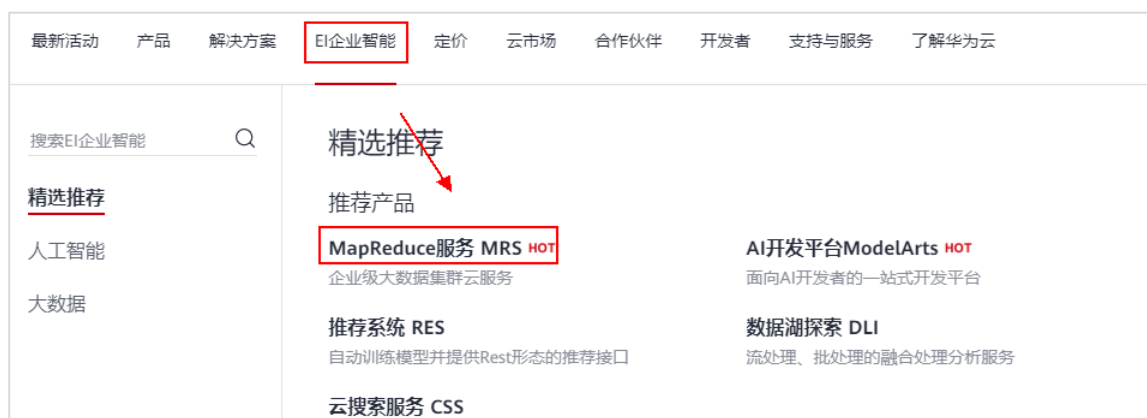 最新活动 产品 解决方案 EI企业智能 定价 云市场 合作伙伴 开发者 支持与服务 了解华为云
搜索EI企业智能
精选推荐
人工智能
大数据
精选推荐
推荐产品
MapReduce服务 MRS HOT
企业级大数据集群云服务
AI开发平台ModelArts HOT
面向AI开发者的一站式开发平台
推荐系统 RES
自动训练模型并提供Rest形态的推荐接口
数据湖探索 DLI
流处理、批处理的融合处理分析服务
云搜索服务 CSS